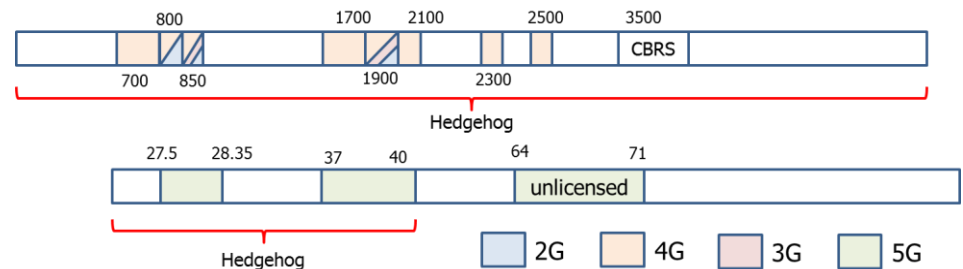 800 1700 2100 2500 3500
CBRS
700 850 1900 2300
Hedgehog
27.5 28.35 37 40 64 71
unlicensed
Hedgehog
2G 4G 3G 5G